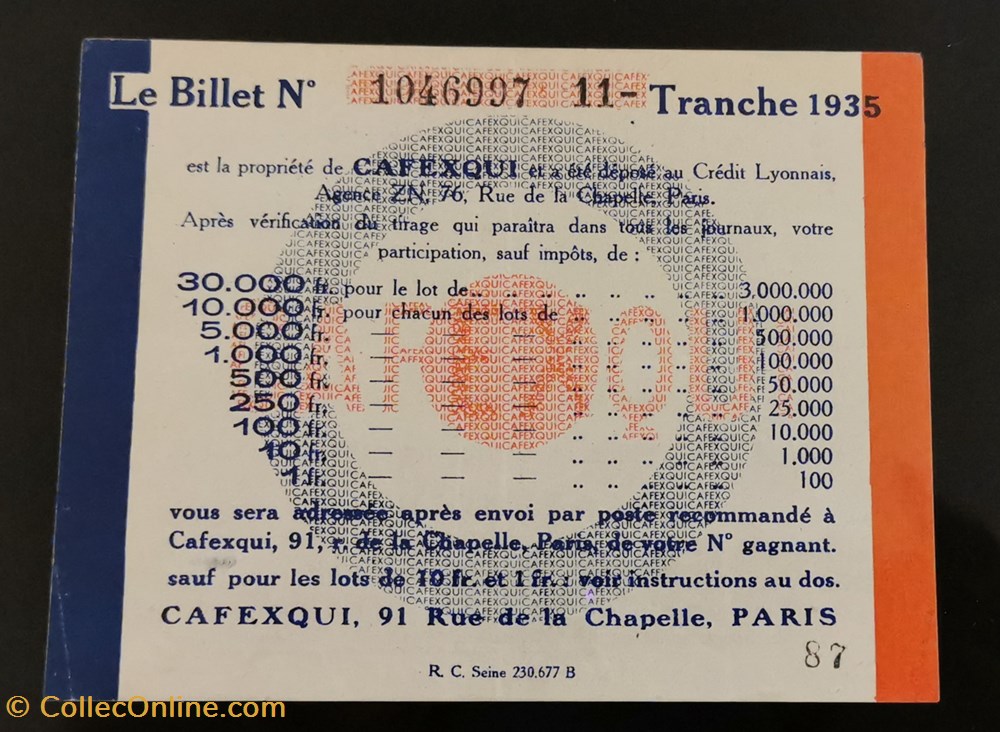 Le Billet N° 1046997 11- Tranche 1935
est la propriété de CAFEXQUI et a été déposé au Crédit Lyonnais,
Agence ZN 76, Rue de la Chapelle, Paris.
Après vérification du tirage qui paraîtra dans tous les journaux, votre
participation, sauf impôts, de :
30.000 fr. pour le lot de .. .. .. .. .. .. .. 3.000.000
10.000 fr. pour chacun des lots de .. .. .. .. .. 1.000.000
5.000 fr. — — — .. .. .. .. .. 500.000
1.000 fr. — — — .. .. .. .. .. 100.000
500 fr. — — — .. .. .. .. .. 50.000
250 fr. — — — .. .. .. .. .. 25.000
100 fr. — — — .. .. .. .. .. 10.000
10 fr. — — — .. .. .. .. .. 1.000
1 fr. — — — .. .. .. .. .. 100
vous sera adressée après envoi par poste recommandé à
Cafexqui, 91, r. de la Chapelle, Paris, de votre N° gagnant.
sauf pour les lots de 10 fr. et 1 fr. : voir instructions au dos.
CAFEXQUI, 91 Rue de la Chapelle, PARIS
87
R. C. Seine 230.677 B
© CollecOnline.com